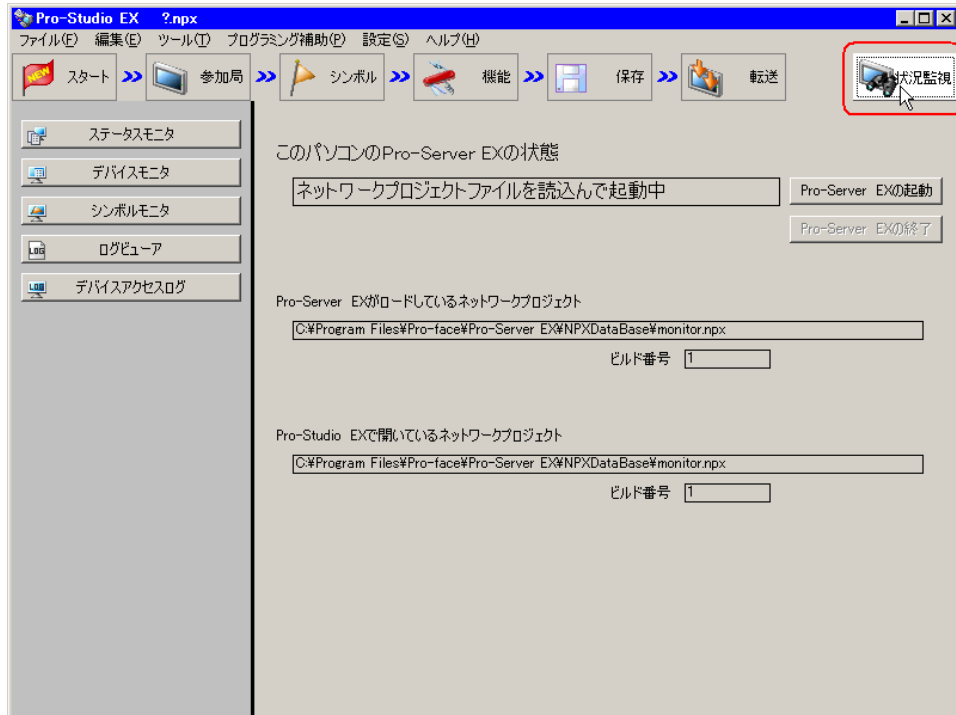 Pro-Studio EX ?.npx
ファイル(F) 編集(E) ツール(T) プログラミング補助(P) 設定(S) ヘルプ(H)
NEW スタート 参加局 シンボル 機能 保存 転送 状況監視
ステータスモニタ
デバイスモニタ
シンボルモニタ
LOG ログビューア
LOG デバイスアクセスログ
このパソコンのPro-Server EXの状態
ネットワークプロジェクトファイルを読込んで起動中
Pro-Server EXの起動
Pro-Server EXの終了
Pro-Server EXがロードしているネットワークプロジェクト
C:¥Program Files¥Pro-face¥Pro-Server EX¥NPXDataBase¥monitor.npx
ビルド番号 1
Pro-Studio EXで開いているネットワークプロジェクト
C:¥Program Files¥Pro-face¥Pro-Server EX¥NPXDataBase¥monitor.npx
ビルド番号 1